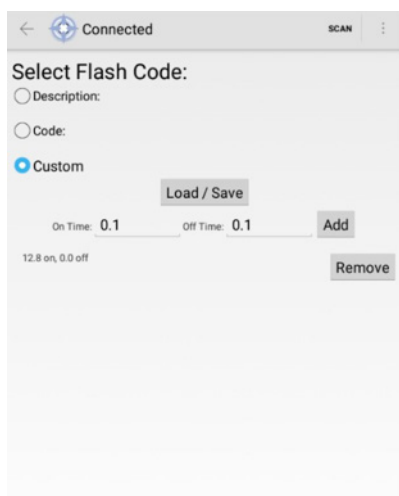 Connected SCAN
Select Flash Code:
Description:
Code:
Custom
Load / Save
On Time: 0.1 Off Time: 0.1 Add
12.8 on, 0.0 off
Remove